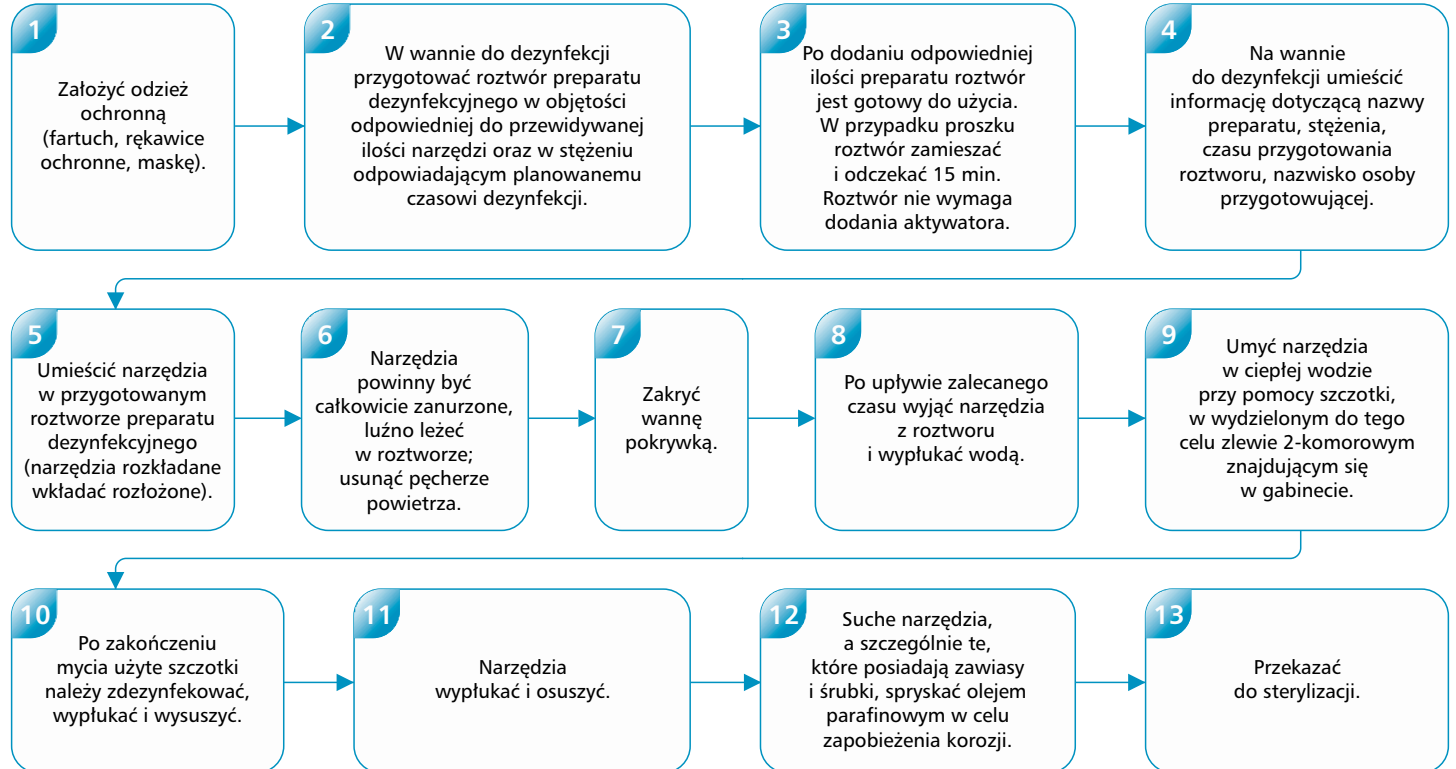 1
Założyć odzież
ochronną
(fartuch, rękawice
ochronne, maskę).
2
W wannie do dezynfekcji
przygotować roztwór preparatu
dezynfekcyjnego w objętości
odpowiedniej do przewidywanej
ilości narzędzi oraz w stężeniu
odpowiadającym planowanemu
czasowi dezynfekcji.
3
Po dodaniu odpowiedniej
ilości preparatu roztwór
jest gotowy do użycia.
W przypadku proszku
roztwór zamieszać
i odczekać 15 min.
Roztwór nie wymaga
dodania aktywatora.
4
Na wannie
do dezynfekcji umieścić
informację dotyczącą nazwy
preparatu, stężenia,
czasu przygotowania
roztworu, nazwisko osoby
przygotowującej.
5
Umieścić narzędzia
w przygotowanym
roztworze preparatu
dezynfekcyjnego
(narzędzia rozkładane
wkładać rozłożone).
6
Narzędzia
powinny być
całkowicie zanurzone,
luźno leżeć
w roztworze;
usunąć pęcherze
powietrza.
7
Zakryć
wannę
pokrywką.
8
Po upływie zalecanego
czasu wyjąć narzędzia
z roztworu
i wypłukać wodą.
9
Umyć narzędzia
w ciepłej wodzie
przy pomocy szczotki,
w wydzielonym do tego
celu zlewie 2-komorowym
znajdującym się
w gabinecie.
10
Po zakończeniu
mycia użyte szczotki
należy zdezynfekować,
wypłukać i wysuszyć.
11
Narzędzia
wypłukać i osuszyć.
12
Suche narzędzia,
a szczególnie te,
które posiadają zawiasy
i śrubki, spryskać olejem
parafinowym w celu
zapobieżenia korozji.
13
Przekazać
do sterylizacji.